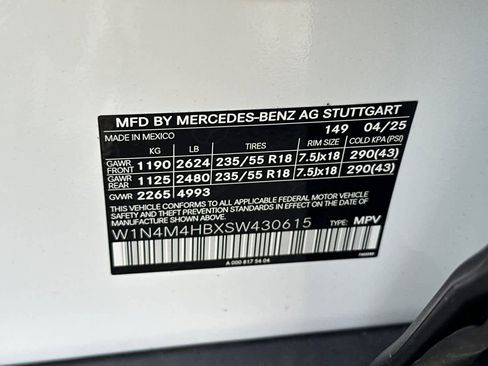 MFD BY MERCEDES-BENZ AG STUTTGART
MADE IN MEXICO 149 04/25
KG LB TIRES RIM SIZE COLD KPA (PSI)
GAWR FRONT 1190 2624 235/55 R18 7.5Jx18 290(43)
GAWR REAR 1125 2480 235/55 R18 7.5Jx18 290(43)
GVWR 2265 4993
THIS VEHICLE CONFORMS TO ALL APPLICABLE FEDERAL MOTOR VEHICLE
SAFETY AND THEFT PREVENTION STANDARDS IN EFFECT ON THE DATE OF
MANUFACTURE SHOWN ABOVE.
W1N4M4HBXSW430615 TYPE: MPV
A 000 817 54 04